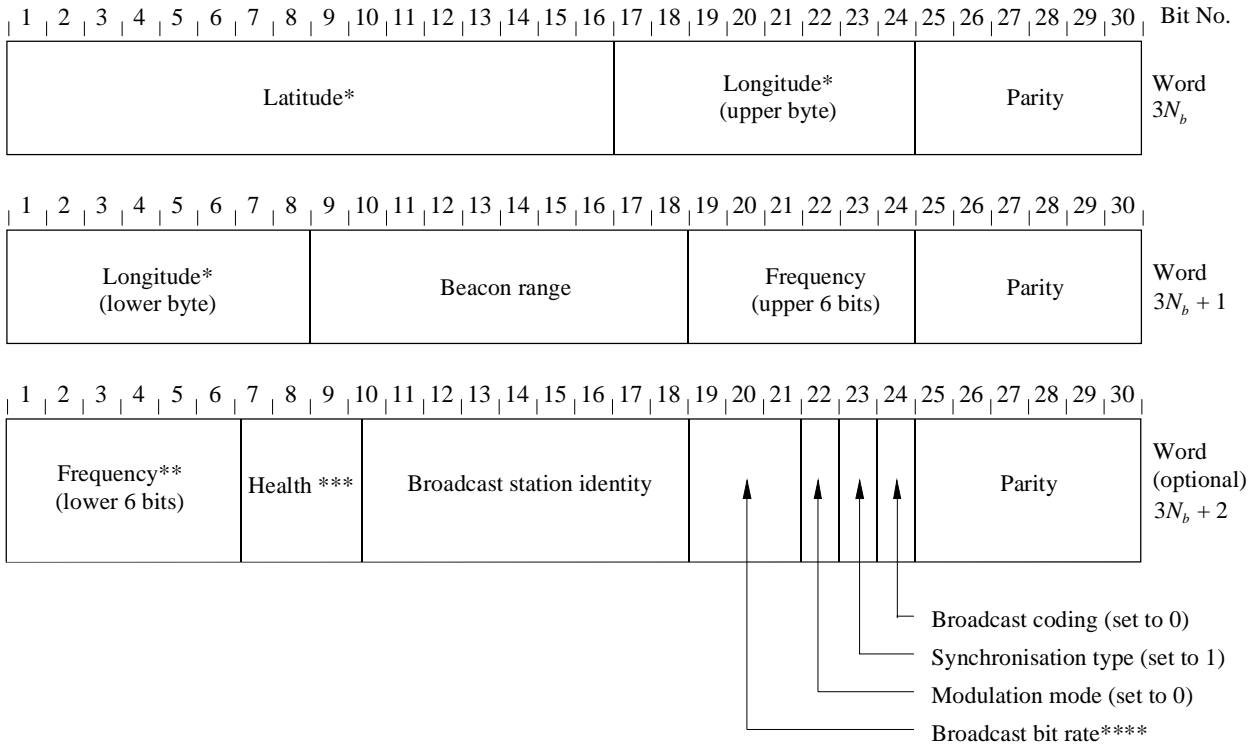 1 2 3 4 5 6 7 8 9 10 11 12 13 14 15 16 17 18 19 20 21 22 23 24 25 26 27 28 29 30 Bit No.
Latitude*
Longitude*
(upper byte)
Parity
Word
3N_b
1 2 3 4 5 6 7 8 9 10 11 12 13 14 15 16 17 18 19 20 21 22 23 24 25 26 27 28 29 30
Longitude*
(lower byte)
Beacon range
Frequency
(upper 6 bits)
Parity
Word
3N_b + 1
1 2 3 4 5 6 7 8 9 10 11 12 13 14 15 16 17 18 19 20 21 22 23 24 25 26 27 28 29 30
Frequency**
(lower 6 bits)
Health ***
Broadcast station identity
Parity
Word
(optional)
3N_b + 2
Broadcast coding (set to 0)
Synchronisation type (set to 1)
Modulation mode (set to 0)
Broadcast bit rate****